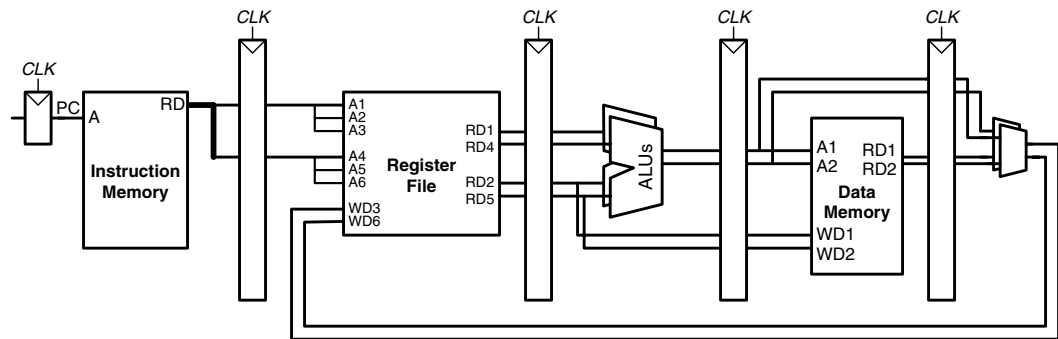 CLK
CLK
CLK
CLK
CLK
PC
A
RD
Instruction
Memory
A1
A2
A3
A4
A5
A6
WD3
WD6
Register
File
RD1
RD4
RD2
RD5
ALUs
A1
A2
RD1
RD2
Data
Memory
WD1
WD2